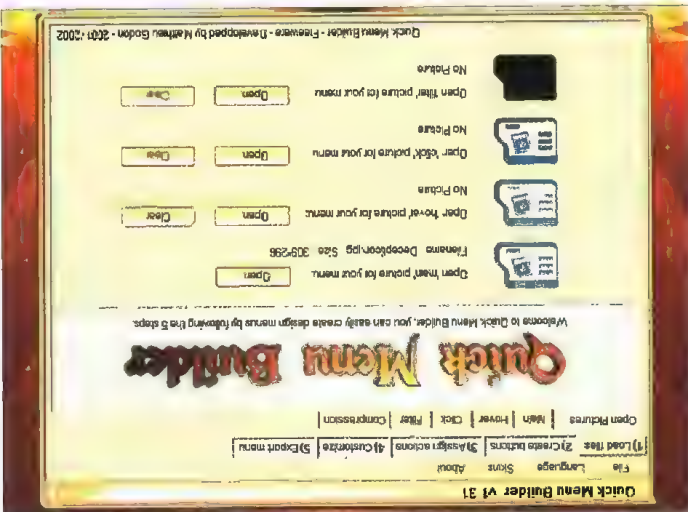 Quick Menu Builder v1.31
File Language Skins About
1) Load files 2) Create buttons 3) Assign actions 4) Customize 5) Export menu
Open Pictures Main Hover Click Filter Compression
Quick Menu Builder
Welcome to Quick Menu Builder, you can easily create design menus by following the 5 steps.
Open 'main' picture for your menu. Open
Filename Decepticon.jpg Size 309*296
Open 'hover' picture for your menu. Open Clear
No Picture
Open 'click' picture for your menu Open Clear
No Picture
Open 'filter' picture for your menu Open Clear
No Picture
Quick Menu Builder - Freeware - Developped by Mathieu Godon - 2001-2002